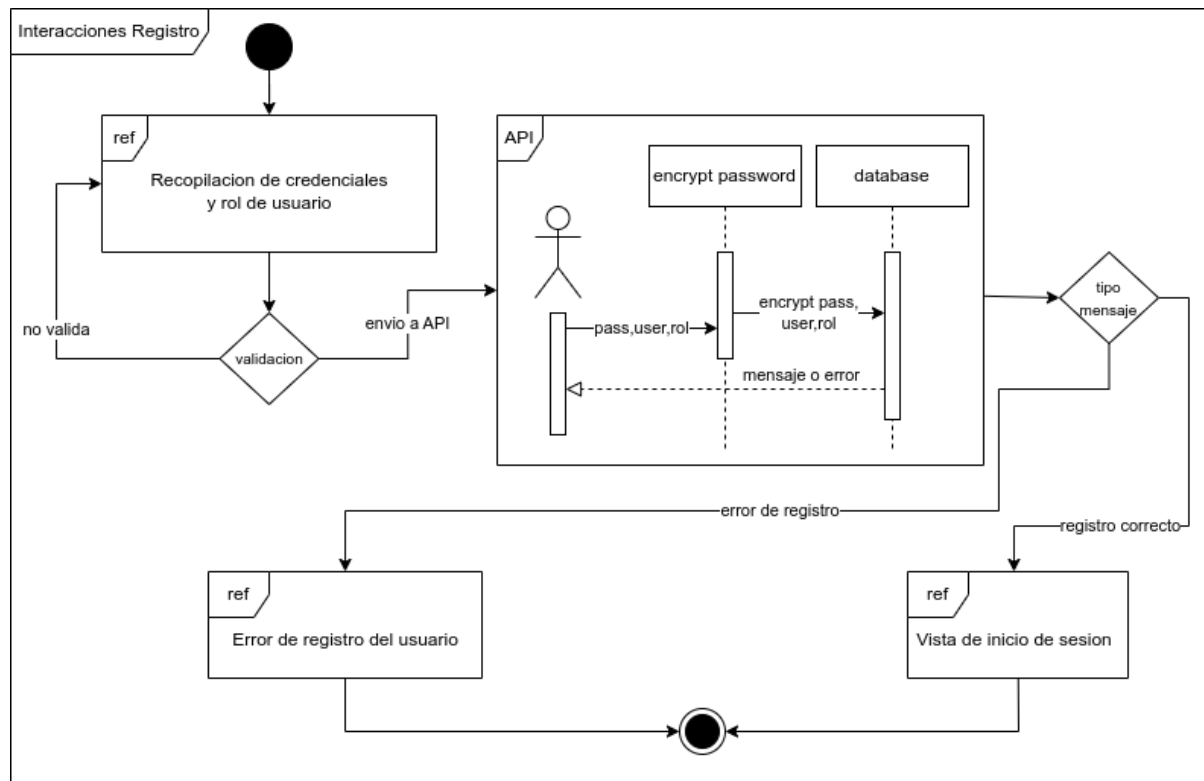 Interacciones Registro
ref
Recopilacion de credenciales
y rol de usuario
no valida
validacion
envio a API
API
encrypt password
database
pass,user,rol
encrypt pass,
user,rol
mensaje o error
tipo
mensaje
error de registro
registro correcto
ref
Error de registro del usuario
ref
Vista de inicio de sesion